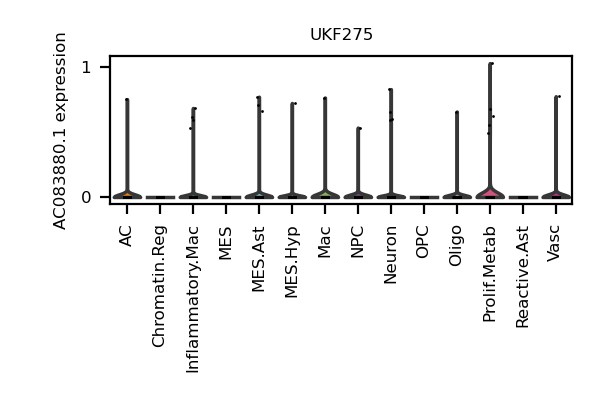 UKF275
AC083880.1 expression
1
0
AC
Chromatin.Reg
Inflammatory.Mac
MES
MES.Ast
MES.Hyp
Mac
NPC
Neuron
OPC
Oligo
Prolif.Metab
Reactive.Ast
Vasc